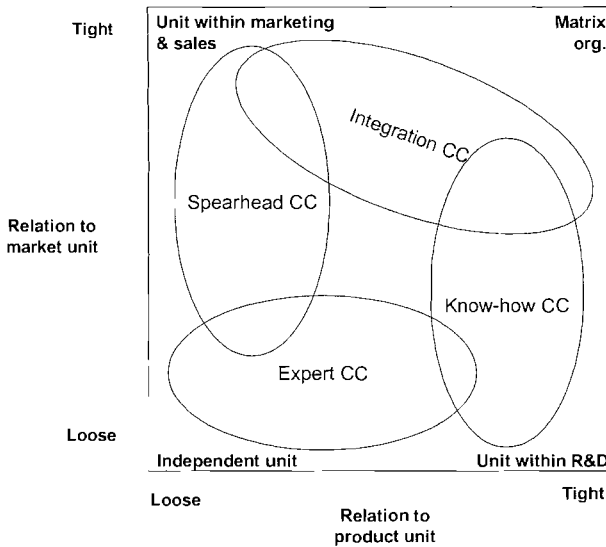 Tight
Unit within marketing
& sales
Matrix
org.
Integration CC
Spearhead CC
Relation to
market unit
Know-how CC
Expert CC
Loose
Independent unit
Unit within R&D
Loose
Tight
Relation to
product unit